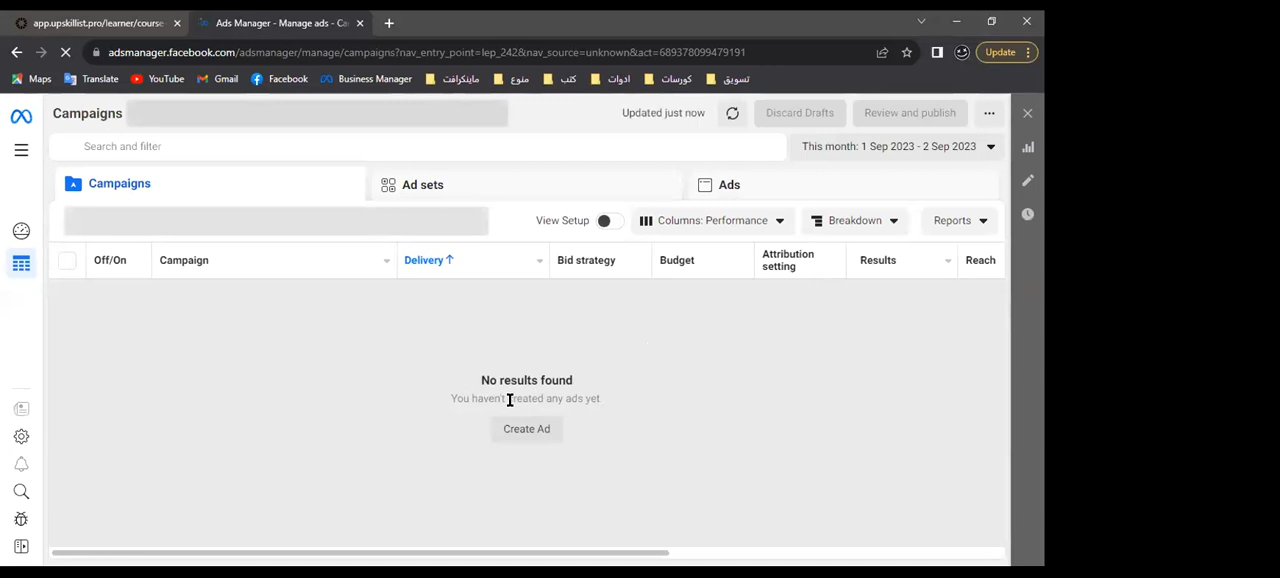 app.upskillist.pro/learner/course
Ads Manager - Manage ads - Ca
adsmanager.facebook.com/adsmanager/manage/campaigns?nav_entry_point=lep_242&nav_source=unknown&act=689378099479191
Update
Maps
Translate
YouTube
Gmail
Facebook
Business Manager
ماينكرافت
منوع
كتب
ادوات
كورسات
تسويق
Campaigns
Updated just now
Discard Drafts
Review and publish
Search and filter
This month: 1 Sep 2023 - 2 Sep 2023
Campaigns
Ad sets
Ads
View Setup
Columns: Performance
Breakdown
Reports
Off/On
Campaign
Delivery ↑
Bid strategy
Budget
Attribution
setting
Results
Reach
No results found
You haven't created any ads yet
Create Ad